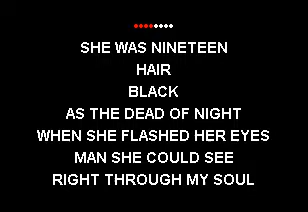 SHE WAS NINETEEN
HAIR
BLACK
AS THE DEAD OF NIGHT
WHEN SHE FLASHED HER EYES
MAN SHE COULD SEE
RIGHT THROUGH MY SOUL